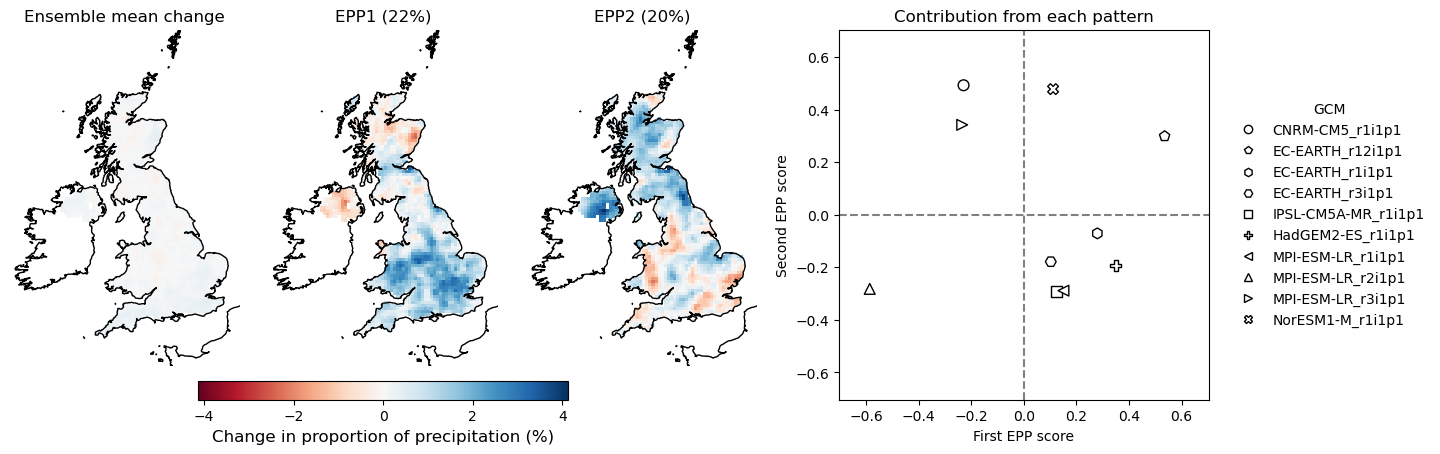 Ensemble mean change
EPP1 (22%)
EPP2 (20%)
−4
−2
0
2
4
Change in proportion of precipitation (%)
Contribution from each pattern
Second EPP score
0.6
0.4
0.2
0.0
−0.2
−0.4
−0.6
−0.6
−0.4
−0.2
0.0
0.2
0.4
0.6
First EPP score
GCM
CNRM-CM5_r1i1p1
EC-EARTH_r12i1p1
EC-EARTH_r1i1p1
EC-EARTH_r3i1p1
IPSL-CM5A-MR_r1i1p1
HadGEM2-ES_r1i1p1
MPI-ESM-LR_r1i1p1
MPI-ESM-LR_r2i1p1
MPI-ESM-LR_r3i1p1
NorESM1-M_r1i1p1